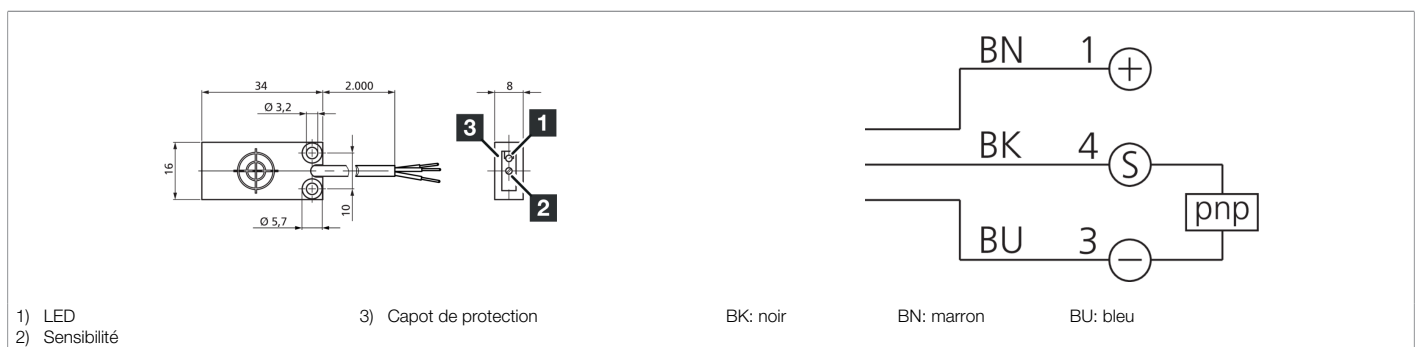 34
2.000
8
Ø 3,2
16
10
Ø 5,7
3
1
2
BN 1 +
BK 4 S
pnp
BU 3 −
1) LED
2) Sensibilité
3) Capot de protection
BK: noir
BN: marron
BU: bleu